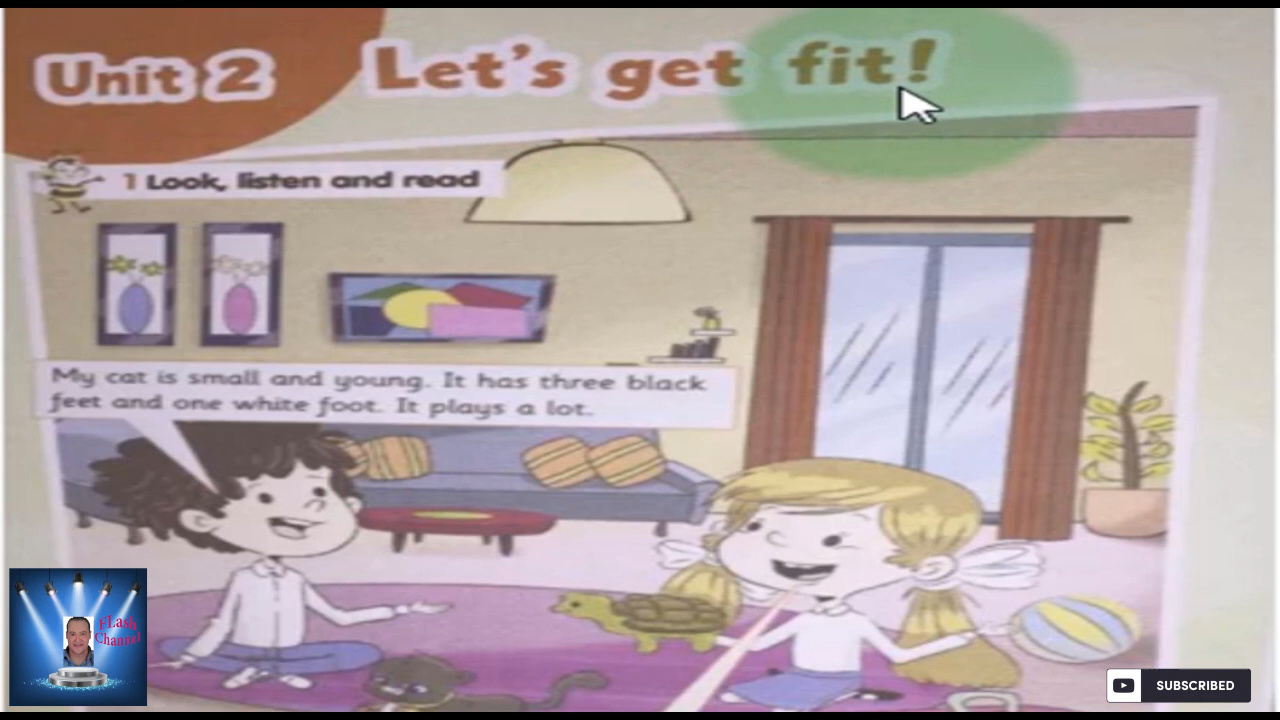 Unit 2 Let's get fit!
1 Look, listen and read
My cat is small and young. It has three black
feet and one white foot. It plays a lot.
FLash
Channel
SUBSCRIBED